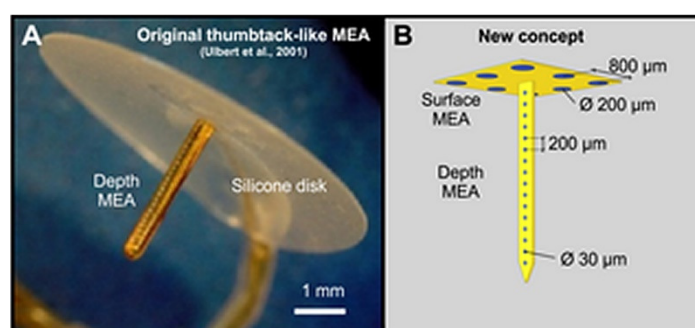 A
Original thumbtack-like MEA
(Ulbert et al., 2001)
Depth
MEA
Silicone disk
1 mm
B
New concept
800 µm
Surface
MEA
Ø 200 µm
200 µm
Depth
MEA
Ø 30 µm